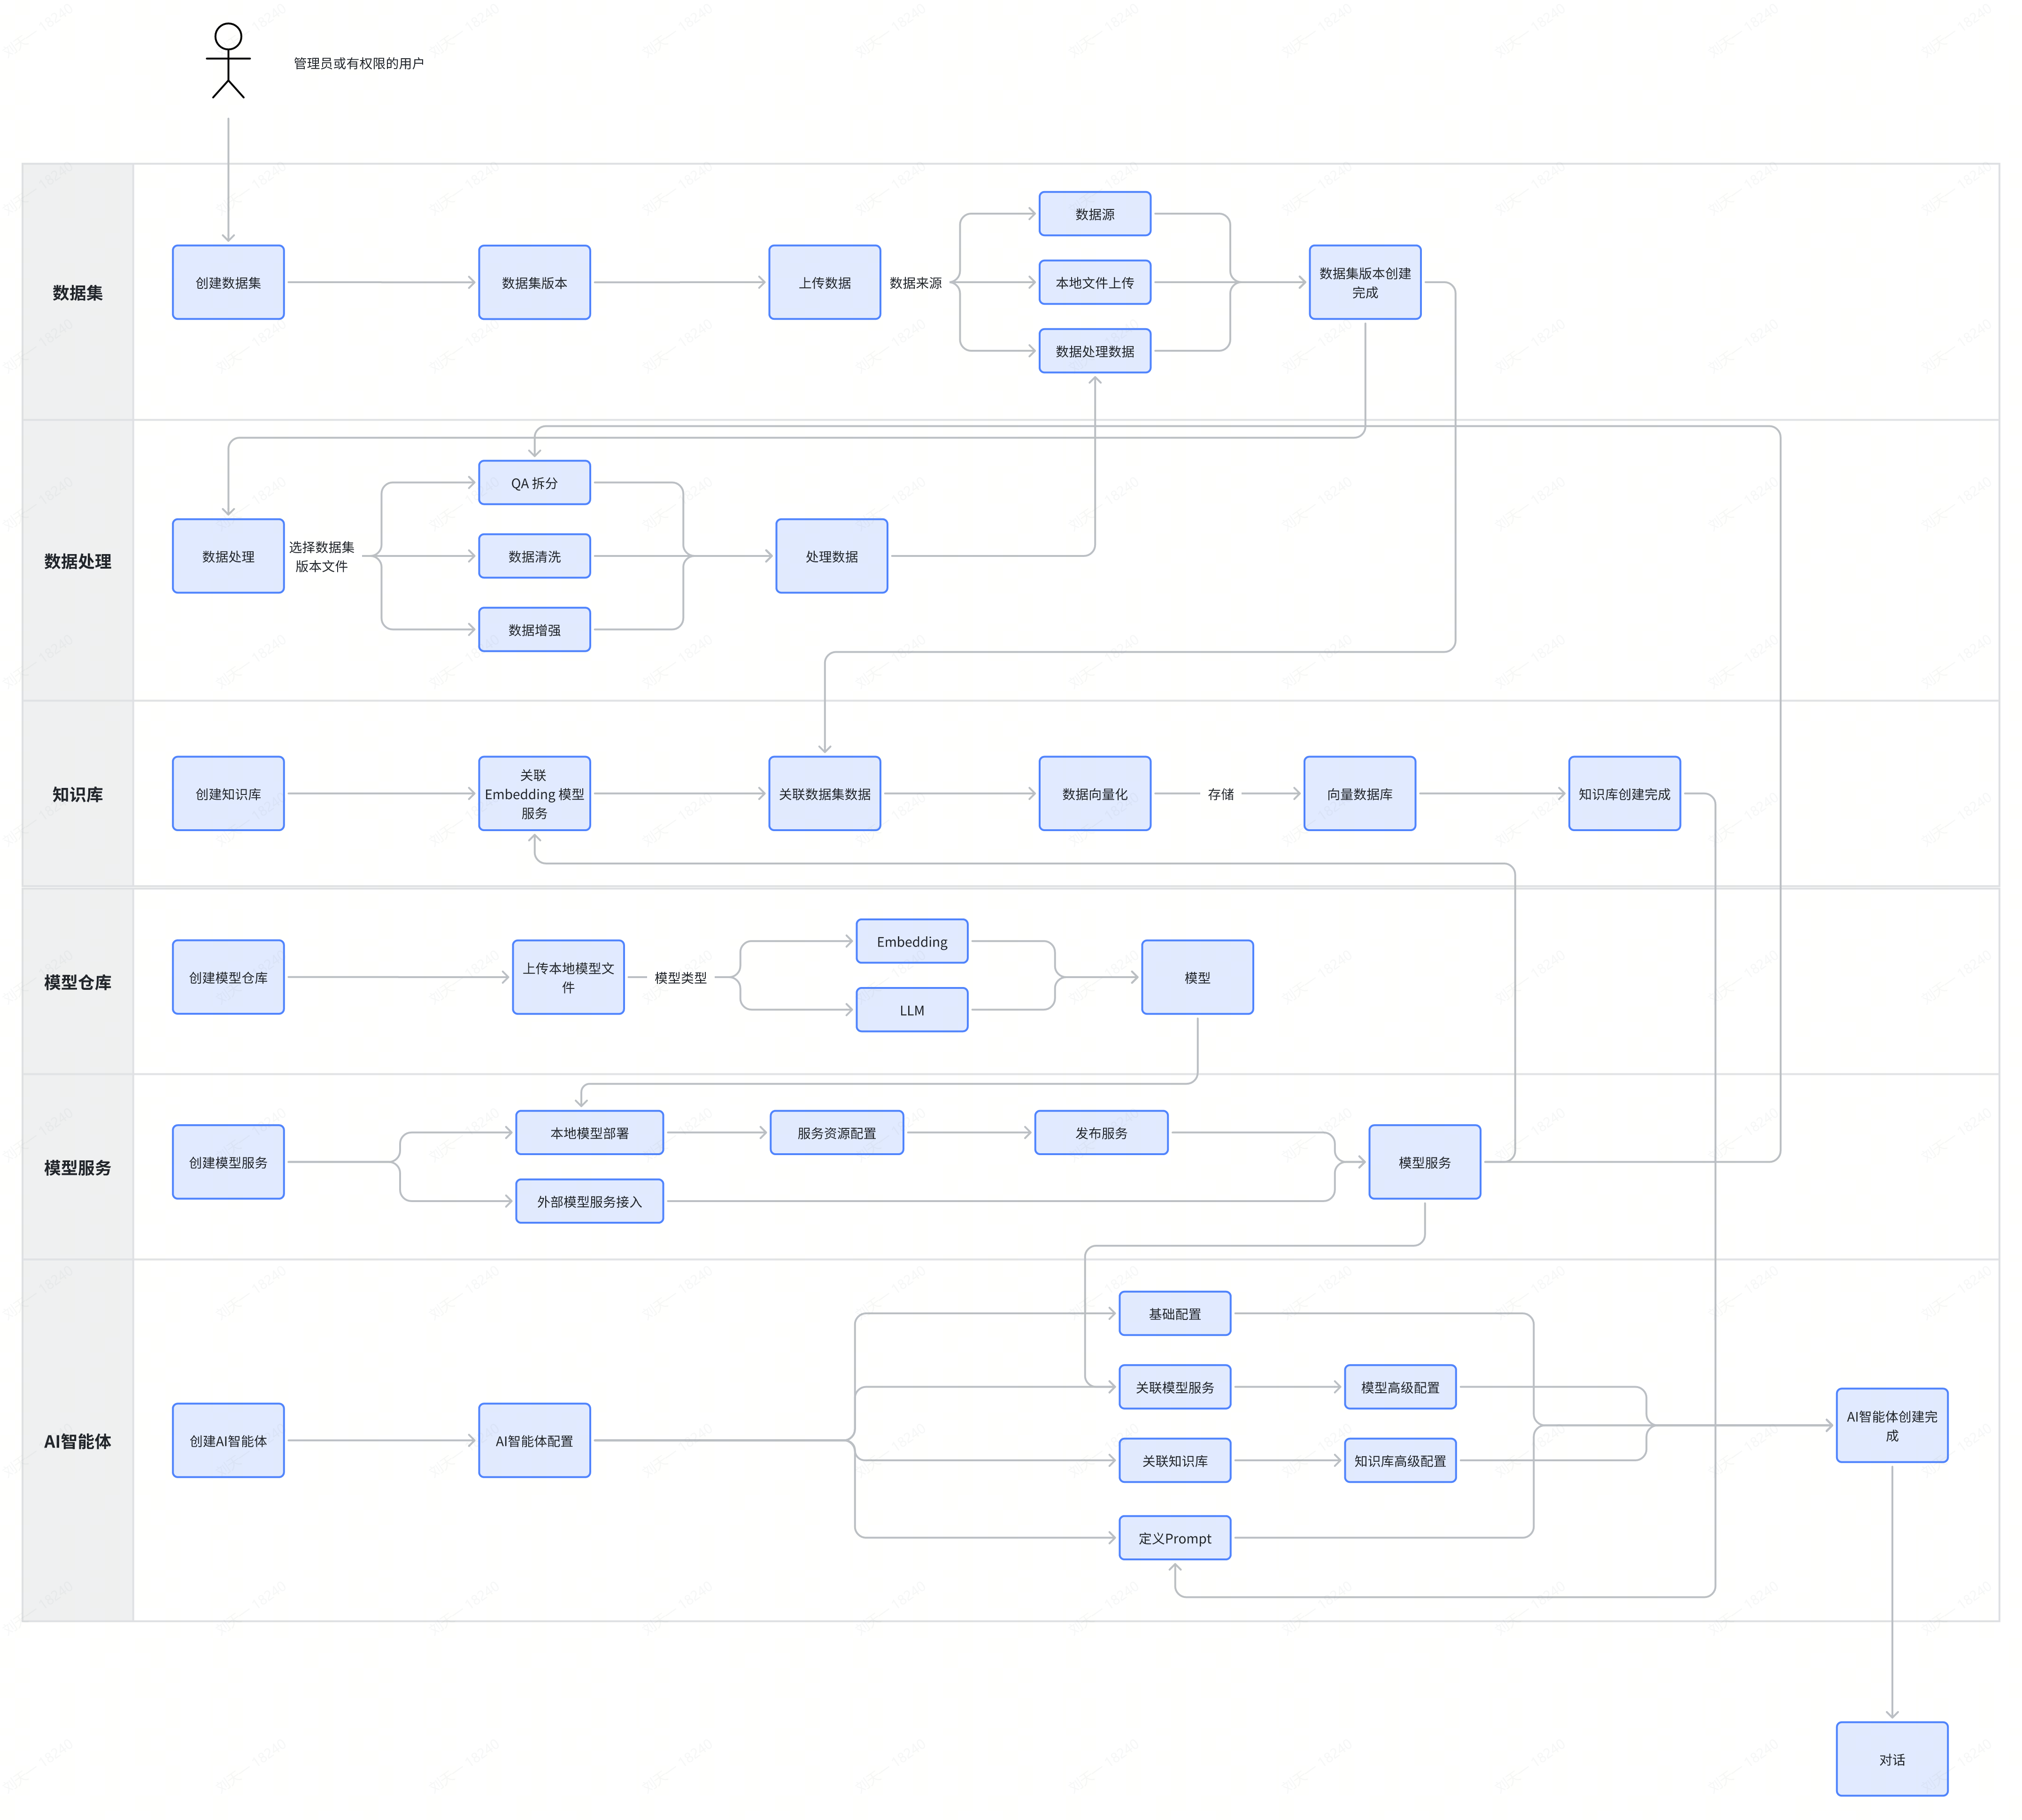 管理员或有权限的用户
数据集
创建数据集
数据集版本
上传数据
数据来源
数据源
本地文件上传
数据处理数据
数据集版本创建
完成
数据处理
数据处理
选择数据集
版本文件
QA 拆分
数据清洗
数据增强
处理数据
知识库
创建知识库
关联
Embedding 模型
服务
关联数据集数据
数据向量化
存储
向量数据库
知识库创建完成
模型仓库
创建模型仓库
上传本地模型文
件
模型类型
Embedding
LLM
模型
模型服务
创建模型服务
本地模型部署
服务资源配置
发布服务
外部模型服务接入
模型服务
AI智能体
创建AI智能体
AI智能体配置
基础配置
关联模型服务
模型高级配置
关联知识库
知识库高级配置
定义Prompt
AI智能体创建完
成
对话